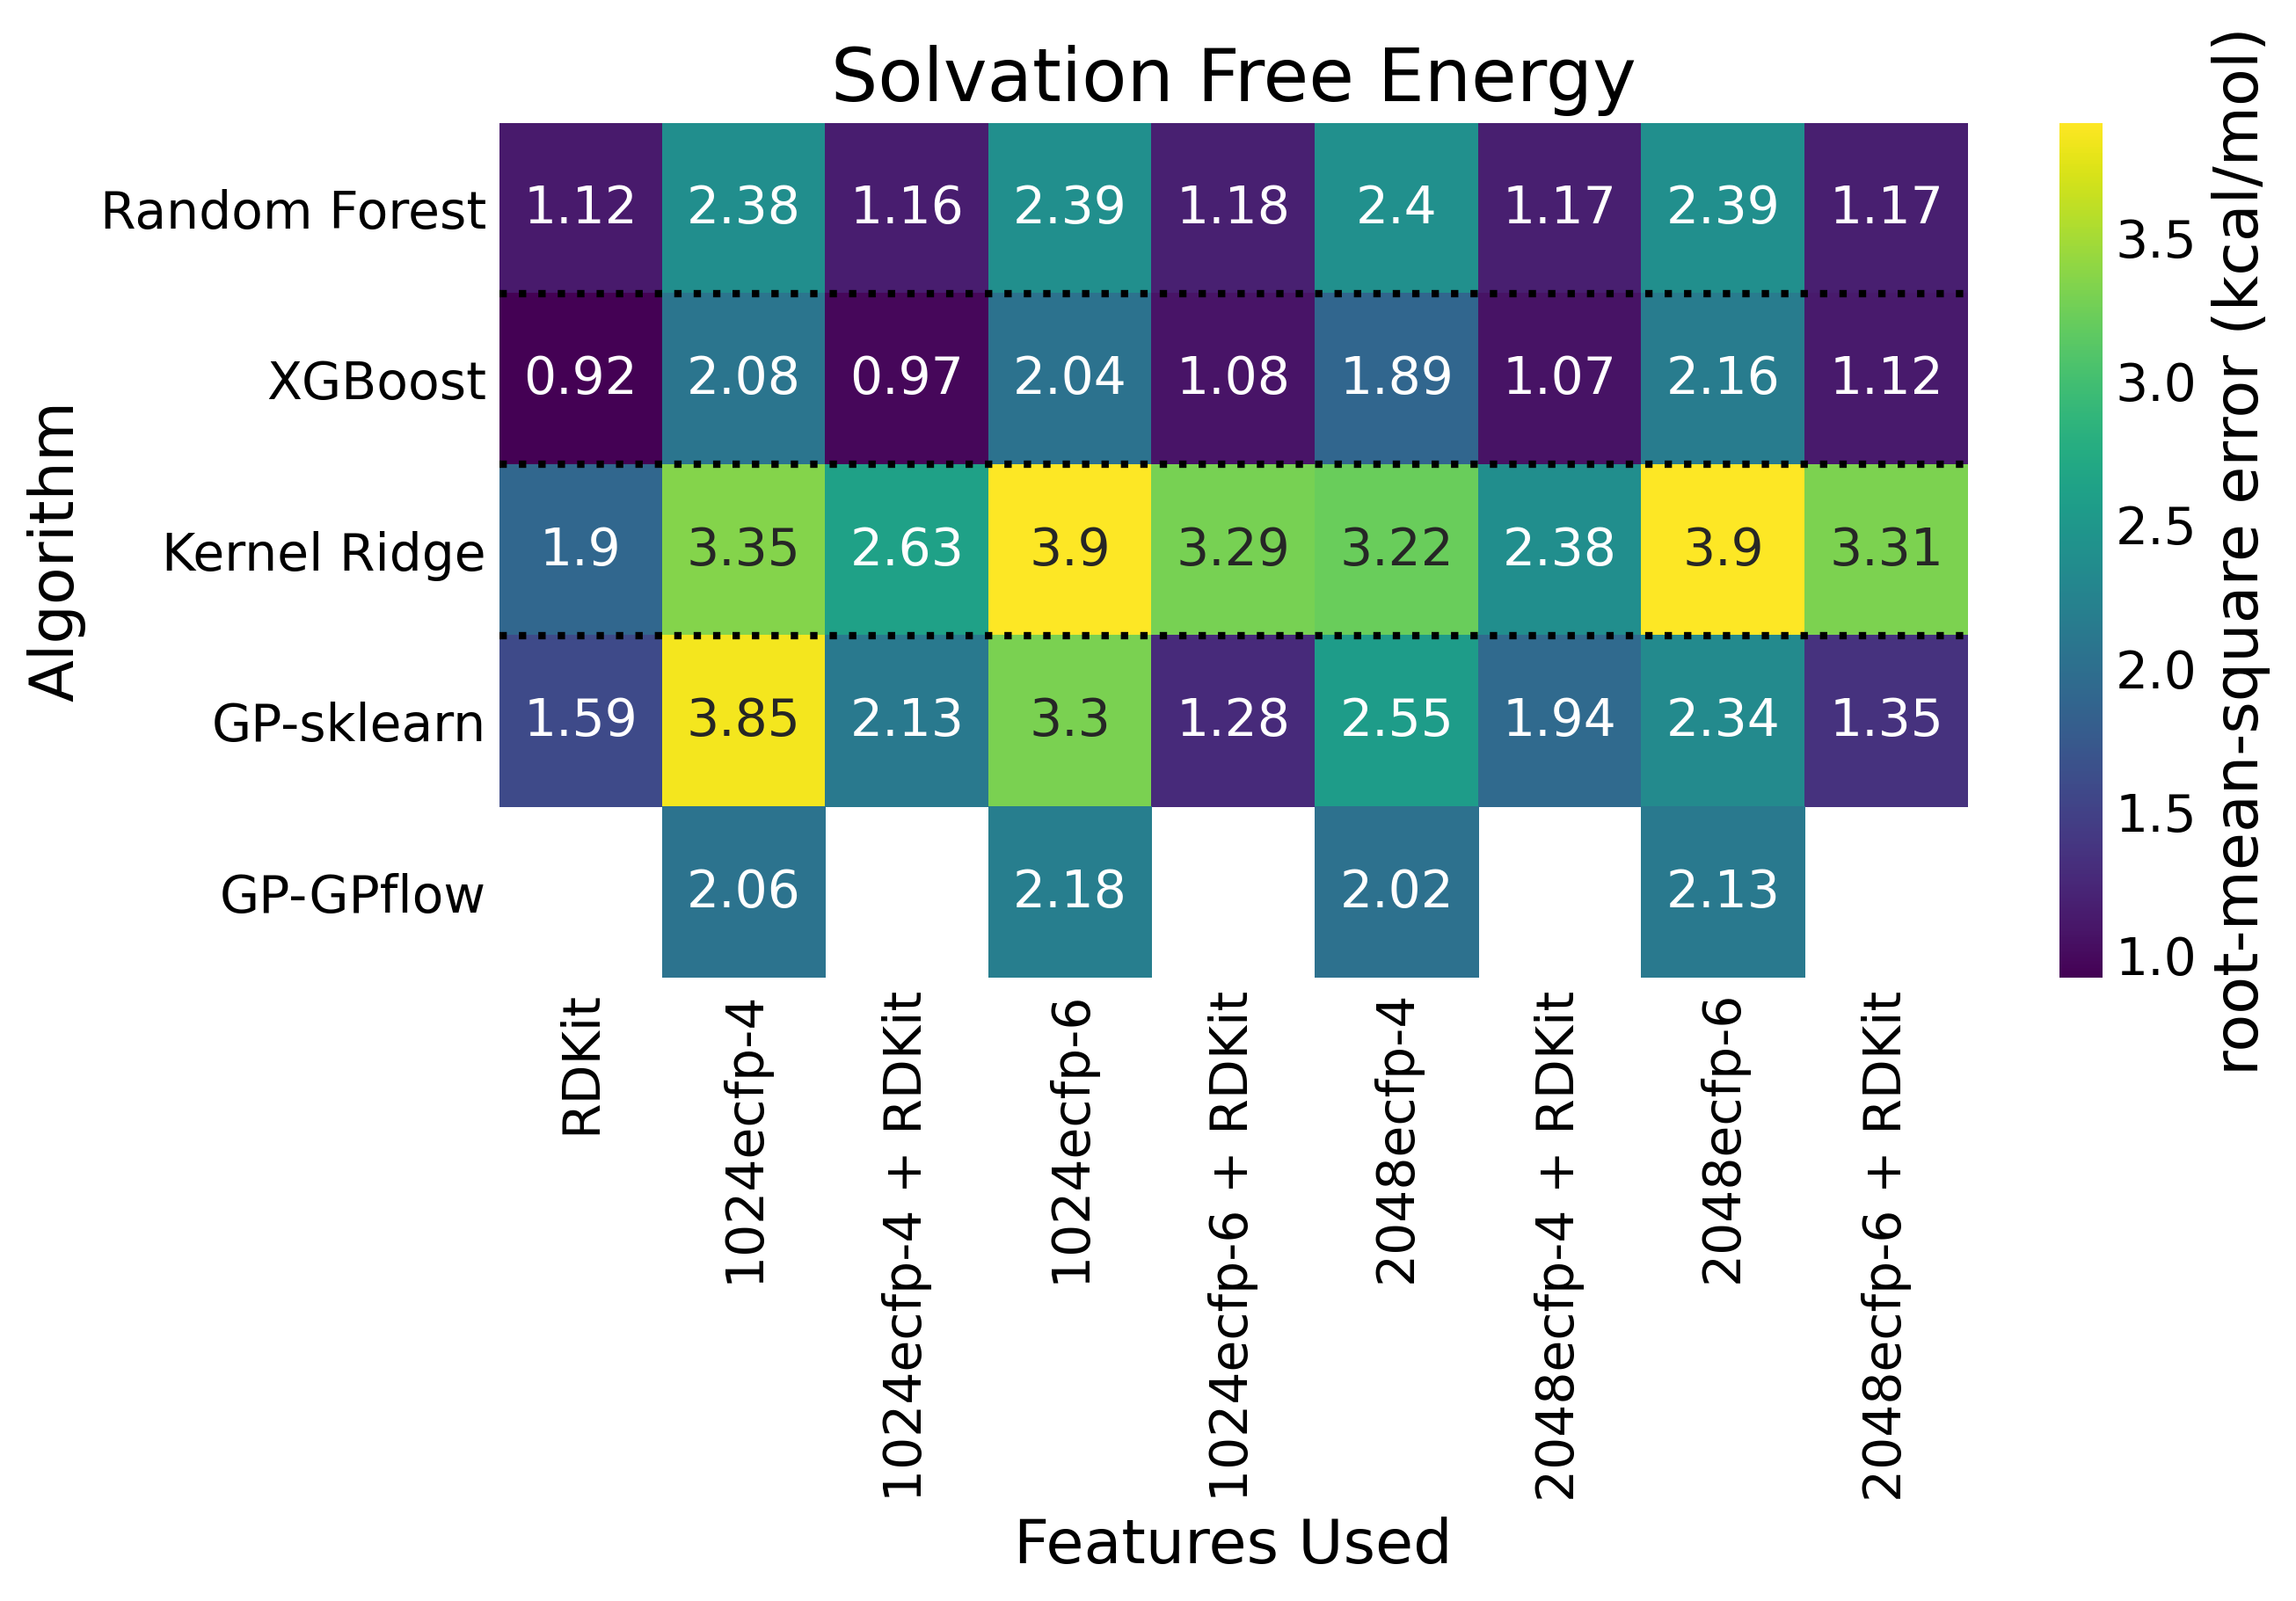 Solvation Free Energy
Algorithm
Random Forest 1.12 2.38 1.16 2.39 1.18 2.4 1.17 2.39 1.17
XGBoost 0.92 2.08 0.97 2.04 1.08 1.89 1.07 2.16 1.12
Kernel Ridge 1.9 3.35 2.63 3.9 3.29 3.22 2.38 3.9 3.31
GP-sklearn 1.59 3.85 2.13 3.3 1.28 2.55 1.94 2.34 1.35
GP-GPflow 2.06 2.18 2.02 2.13
RDKit
1024ecfp-4
1024ecfp-4 + RDKit
1024ecfp-6
1024ecfp-6 + RDKit
2048ecfp-4
2048ecfp-4 + RDKit
2048ecfp-6
2048ecfp-6 + RDKit
Features Used
3.5
3.0
2.5
2.0
1.5
1.0
root-mean-square error (kcal/mol)